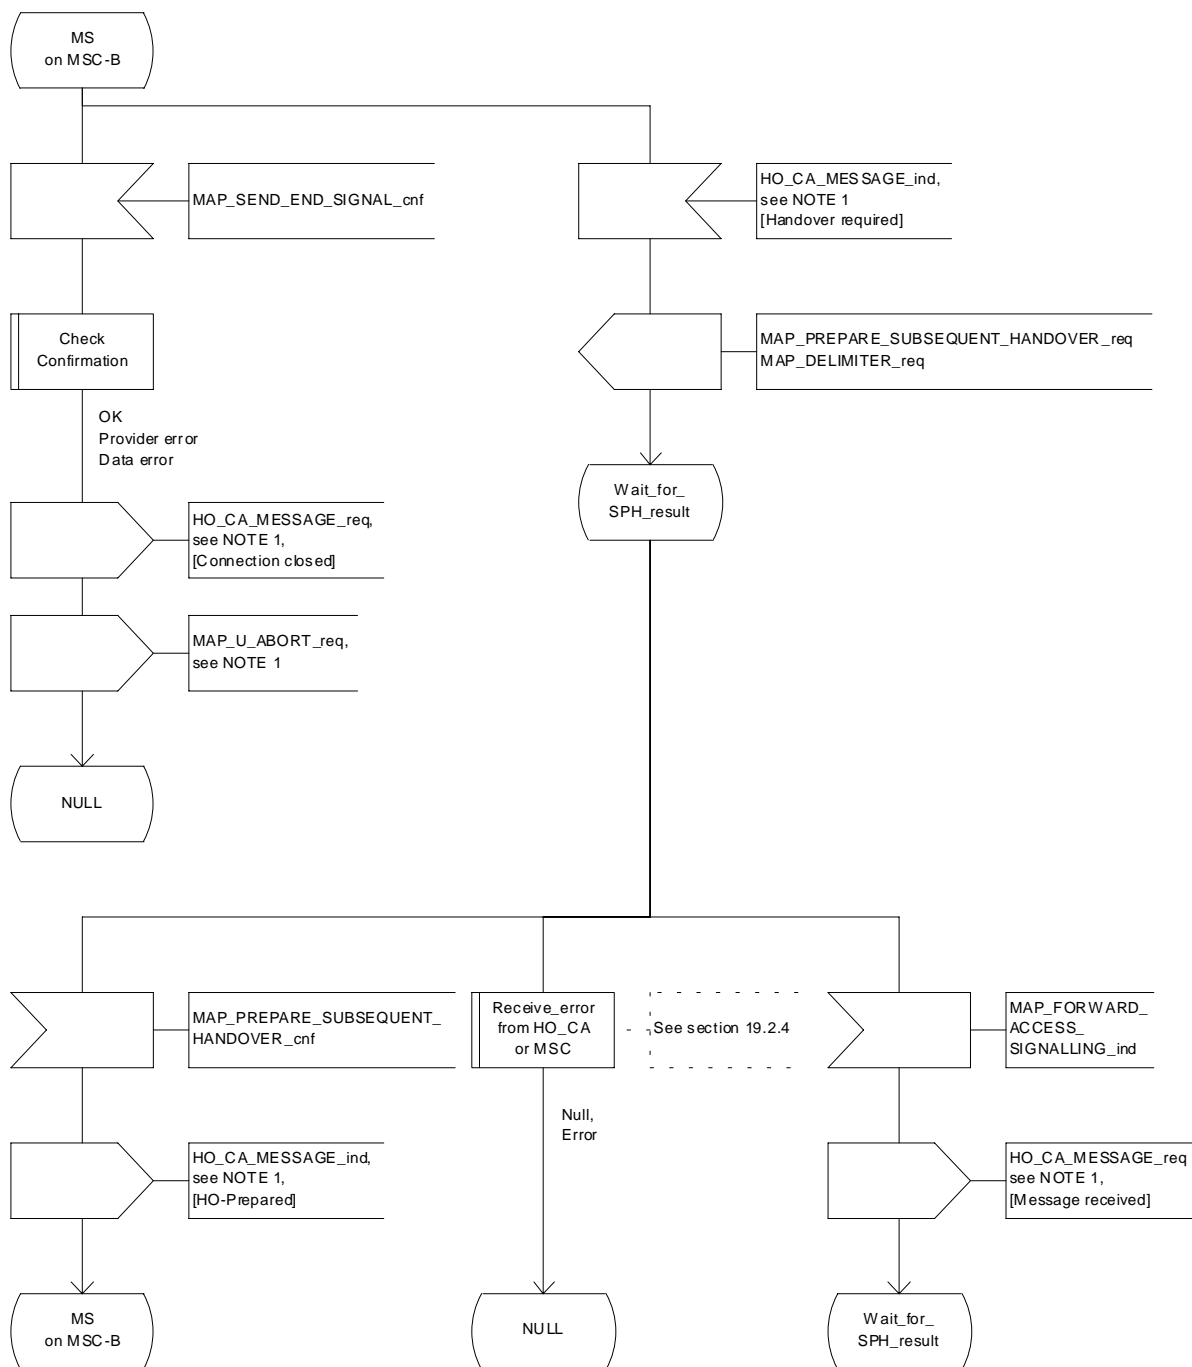 MS
on MSC-B
MAP_SEND_END_SIGNAL_cnf
HO_CA_MESSAGE_ind,
see NOTE 1
[Handover required]
Check
Confirmation
MAP_PREPARE_SUBSEQUENT_HANDOVER_req
MAP_DELIMITER_req
OK
Provider error
Data error
Wait_for_
SPH_result
HO_CA_MESSAGE_req,
see NOTE 1,
[Connection closed]
MAP_U_ABORT_req,
see NOTE 1
NULL
MAP_PREPARE_SUBSEQUENT_
HANDOVER_cnf
Receive_error
from HO_CA
or MSC
See section 19.2.4
MAP_FORWARD_
ACCESS_
SIGNALLING_ind
Null,
Error
HO_CA_MESSAGE_ind,
see NOTE 1,
[HO-Prepared]
HO_CA_MESSAGE_req
see NOTE 1,
[Message received]
MS
on MSC-B
NULL
Wait_for_
SPH_result